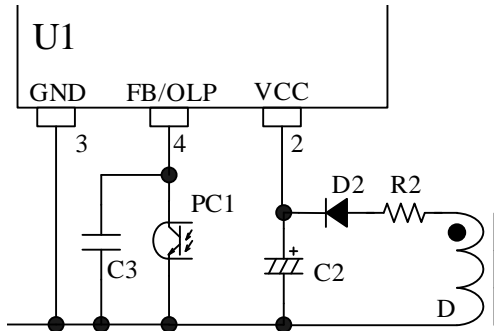 U1
GND FB/OLP VCC
3 4 2
D2 R2
PC1
C3 C2
+
D